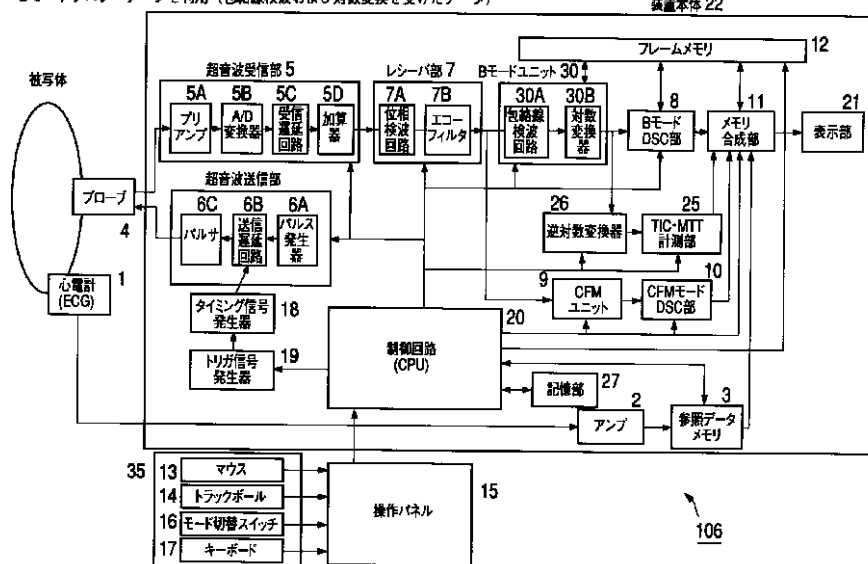 装置本体 22
フレームメモリ 12
被写体
超音波受信部 5
レシーバ部 7
Bモードユニット 30
5A 5B 5C 5D
7A 7B
30A 30B
8 11 21
プリアンプ
A/D変換器
受信遅延回路
加算器
位相検波回路
エコーフィルタ
包絡線検波回路
対数変換器
Bモード DSC部
メモリ合成部
表示部
プローブ 4
超音波送信部
6C 6B 6A
パルサ
送信遅延回路
パルス発生器
26 25
逆対数変換器
TIC・MTT計測部
心電計(ECG) 1
9 10
CFMユニット
CFMモードDSC部
タイミング信号発生器 18
20
制御回路(CPU)
トリガ信号発生器 19
記憶部 27
2 3
アンプ
参照データメモリ
35
13 マウス
14 トラックボール
16 モード切替スイッチ
17 キーボード
操作パネル 15
106